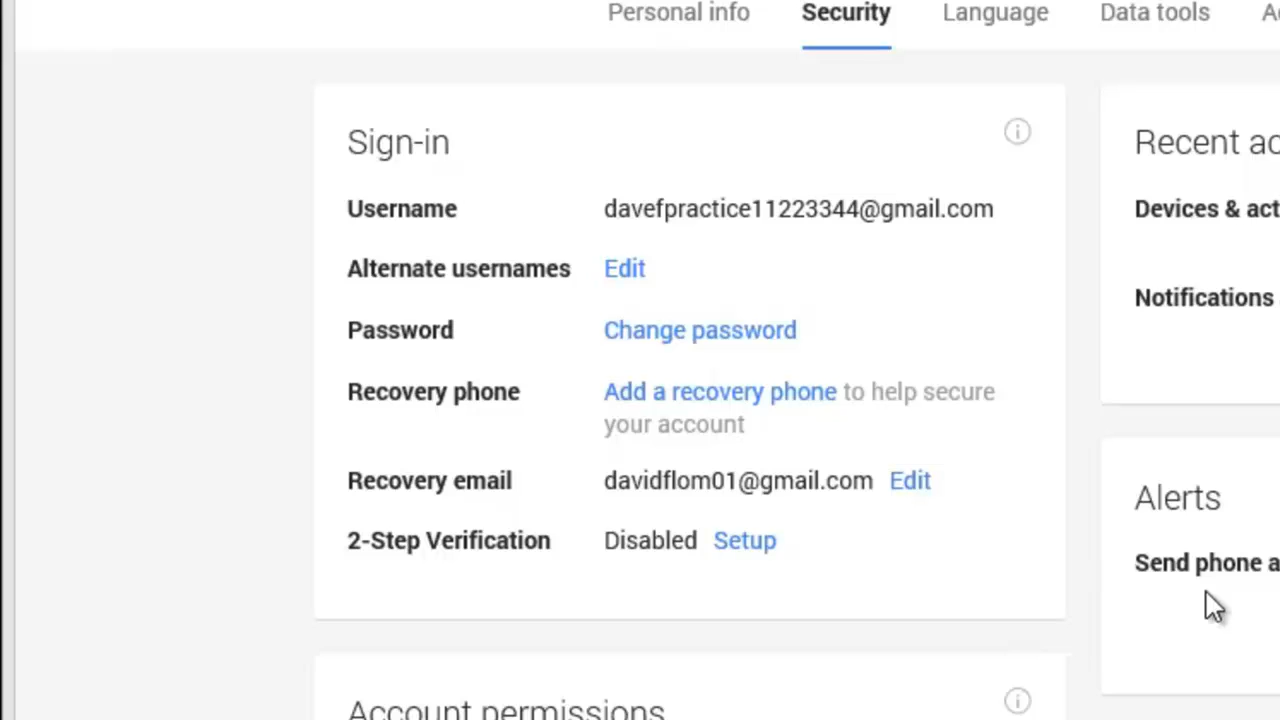 Personal info Security Language Data tools
Sign-in
Username davefpractice11223344@gmail.com
Alternate usernames Edit
Password Change password
Recovery phone Add a recovery phone to help secure
your account
Recovery email davidflom01@gmail.com Edit
2-Step Verification Disabled Setup
Account permissions
Recent ac
Devices & act
Notifications
Alerts
Send phone a